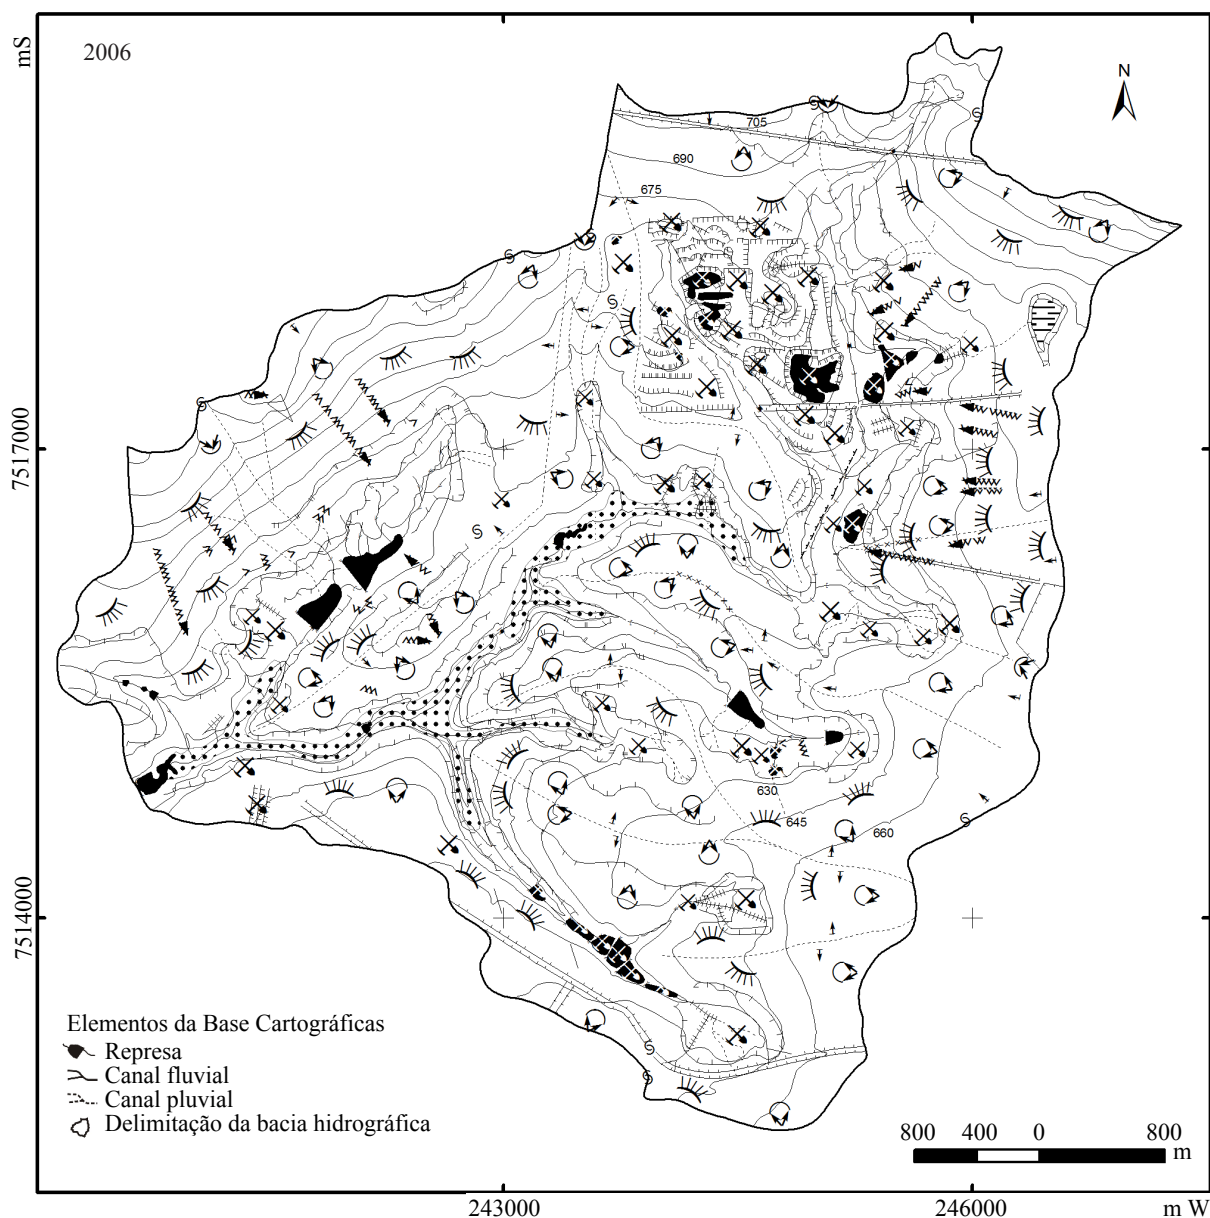 mS
2006
N
705
690
675
7517000
630
645
660
7514000
Elementos da Base Cartográficas
Represa
Canal fluvial
Canal pluvial
Delimitação da bacia hidrográfica
800 400 0 800
m
243000 246000 m W